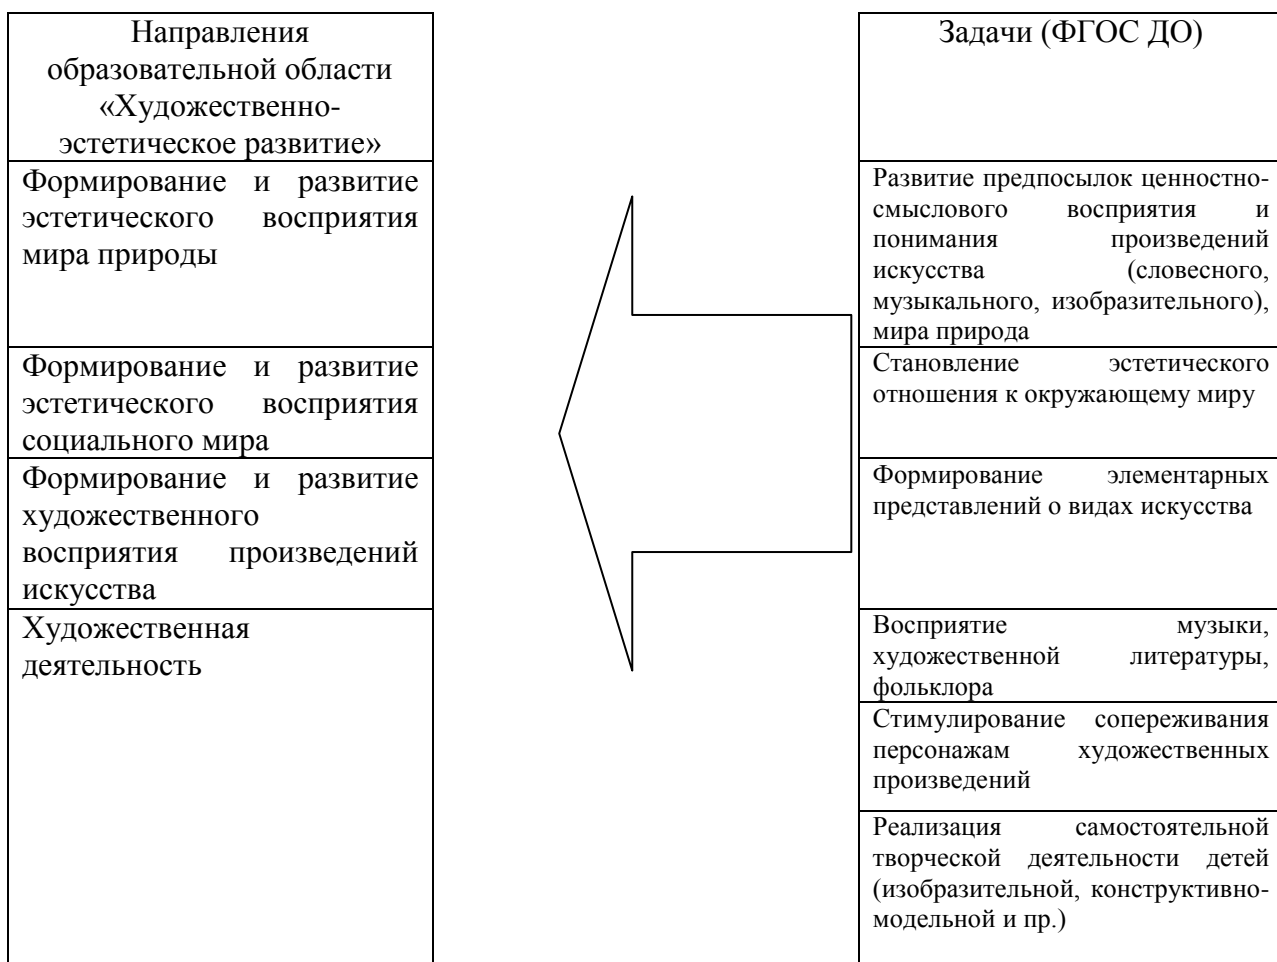 Направления
образовательной области
«Художественно-
эстетическое развитие»
Формирование и развитие
эстетического восприятия
мира природы
Формирование и развитие
эстетического восприятия
социального мира
Формирование и развитие
художественного
восприятия произведений
искусства
Художественная
деятельность
Задачи (ФГОС ДО)
Развитие предпосылок ценностно-
смыслового восприятия и
понимания произведений
искусства (словесного,
музыкального, изобразительного),
мира природа
Становление эстетического
отношения к окружающему миру
Формирование элементарных
представлений о видах искусства
Восприятие музыки,
художественной литературы,
фольклора
Стимулирование сопереживания
персонажам художественных
произведений
Реализация самостоятельной
творческой деятельности детей
(изобразительной, конструктивно-
модельной и пр.)